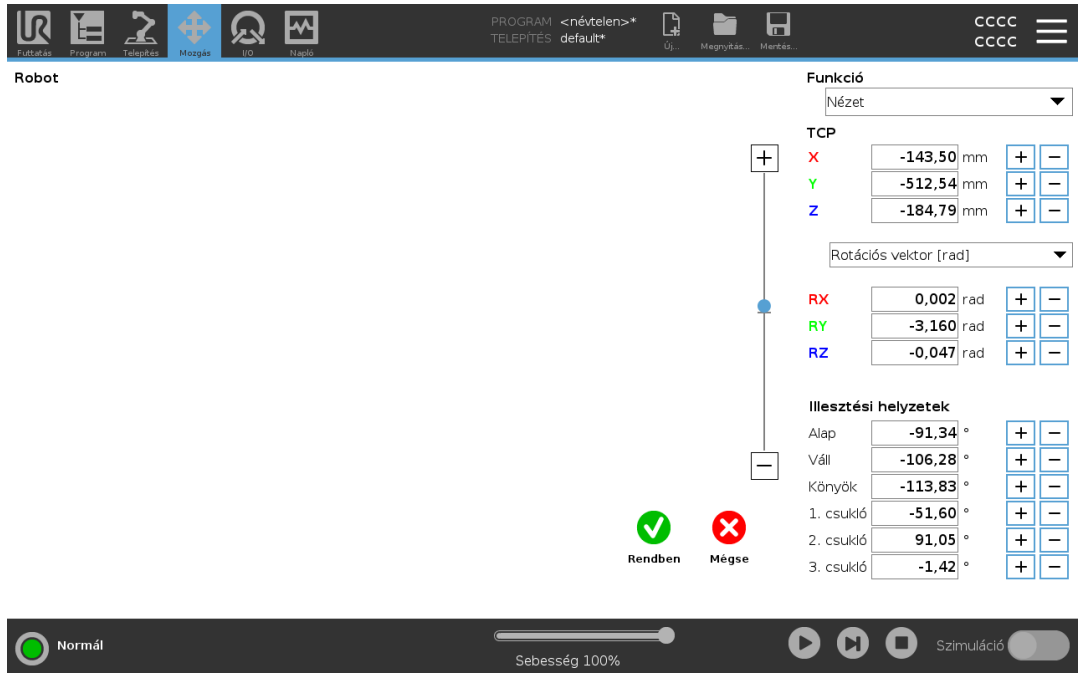 UR
Futtatás Program Telepítés Mozgás I/O Napló
PROGRAM <névtelen>*
TELEPÍTÉS default*
Új... Megnyitás... Mentés...
CCCC
CCCC
Robot
Funkció
Nézet
TCP
X -143,50 mm + −
Y -512,54 mm + −
Z -184,79 mm + −
Rotációs vektor [rad]
RX 0,002 rad + −
RY -3,160 rad + −
RZ -0,047 rad + −
Illesztési helyzetek
Alap -91,34 ° + −
Váll -106,28 ° + −
Könyök -113,83 ° + −
1. csukló -51,60 ° + −
2. csukló 91,05 ° + −
3. csukló -1,42 ° + −
Rendben Mégse
Normál
Sebesség 100%
Szimuláció